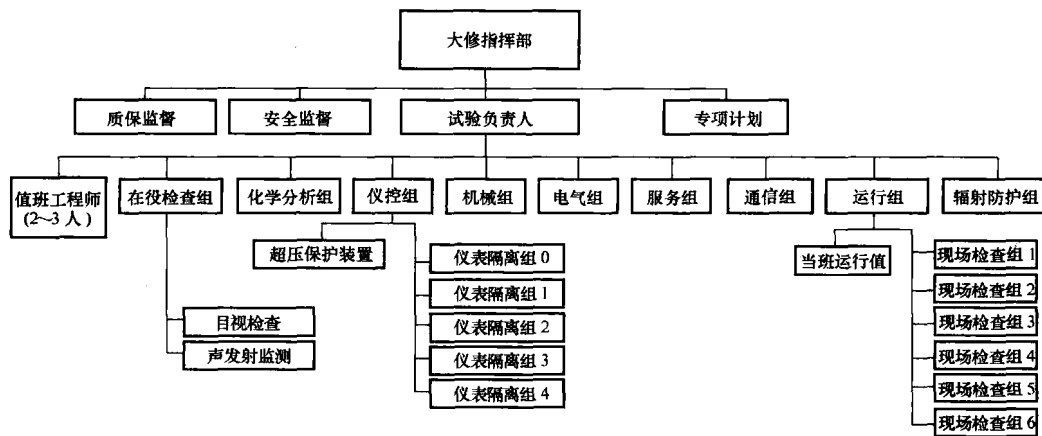 大修指挥部
质保监督
安全监督
试验负责人
专项计划
值班工程师
(2~3人)
在役检查组
化学分析组
仪控组
机械组
电气组
服务组
通信组
运行组
辐射防护组
超压保护装置
仪表隔离组 0
仪表隔离组 1
仪表隔离组 2
仪表隔离组 3
仪表隔离组 4
目视检查
声发射监测
当班运行值
现场检查组 1
现场检查组 2
现场检查组 3
现场检查组 4
现场检查组 5
现场检查组 6